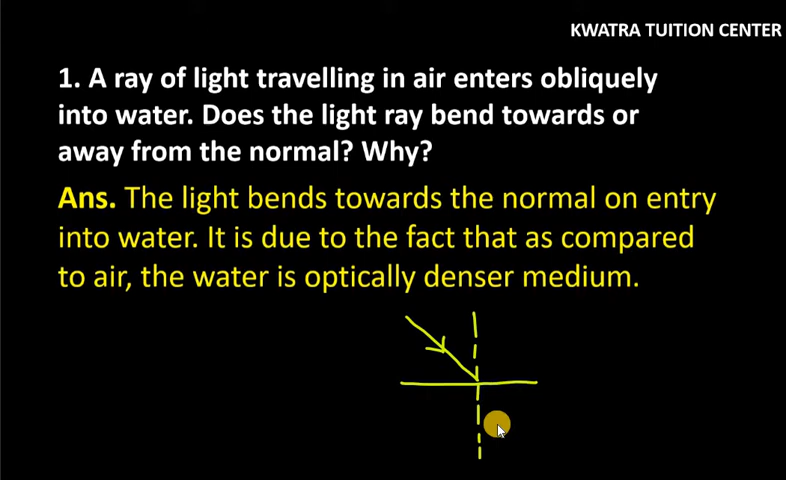 KWATRA TUITION CENTER
1. A ray of light travelling in air enters obliquely
into water. Does the light ray bend towards or
away from the normal? Why?
Ans. The light bends towards the normal on entry
into water. It is due to the fact that as compared
to air, the water is optically denser medium.